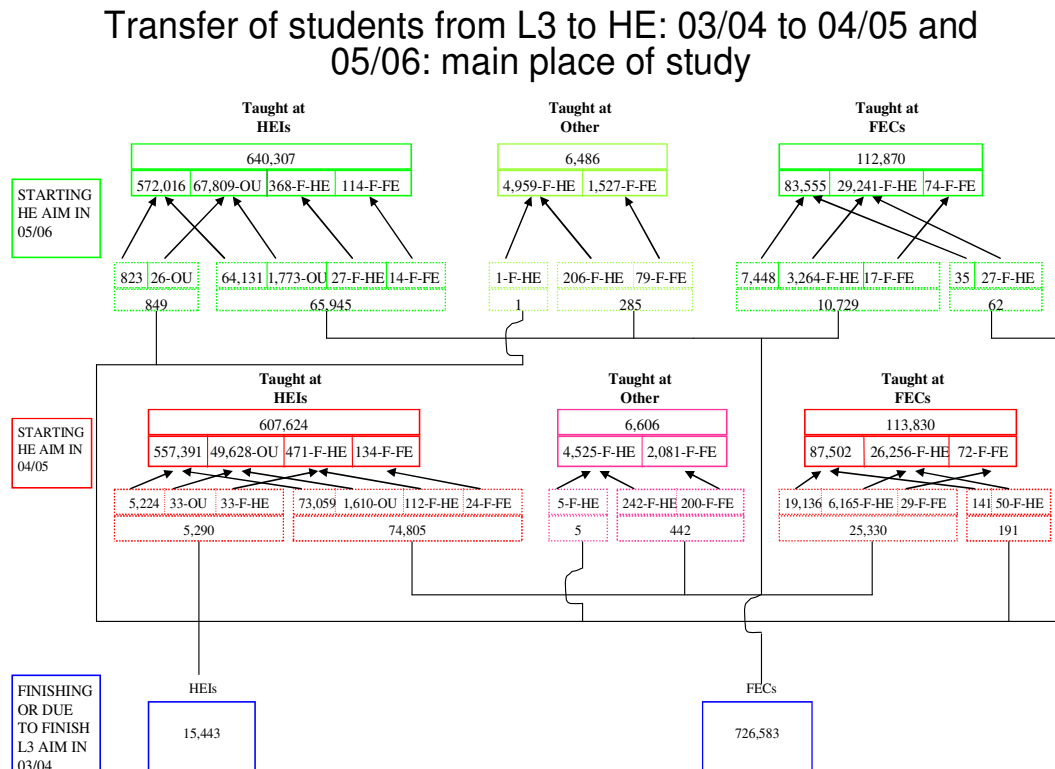 Transfer of students from L3 to HE: 03/04 to 04/05 and
05/06: main place of study
Taught at
HEIs
Taught at
Other
Taught at
FECs
640,307
6,486
112,870
572,016 67,809-OU 368-F-HE 114-F-FE
4,959-F-HE 1,527-F-FE
83,555 29,241-F-HE 74-F-FE
STARTING
HE AIM IN
05/06
823 26-OU
64,131 1,773-OU 27-F-HE 14-F-FE
1-F-HE
206-F-HE 79-F-FE
7,448 3,264-F-HE 17-F-FE
35 27-F-HE
849
65,945
1
285
10,729
62
Taught at
HEIs
Taught at
Other
Taught at
FECs
607,624
6,606
113,830
557,391 49,628-OU 471-F-HE 134-F-FE
4,525-F-HE 2,081-F-FE
87,502 26,256-F-HE 72-F-FE
STARTING
HE AIM IN
04/05
5,224 33-OU 33-F-HE
73,059 1,610-OU 112-F-HE 24-F-FE
5-F-HE
242-F-HE 200-F-FE
19,136 6,165-F-HE 29-F-FE
141 50-F-HE
5,290
74,805
5
442
25,330
191
HEIs
FECs
FINISHING
OR DUE
TO FINISH
L3 AIM IN
03/04
15,443
726,583